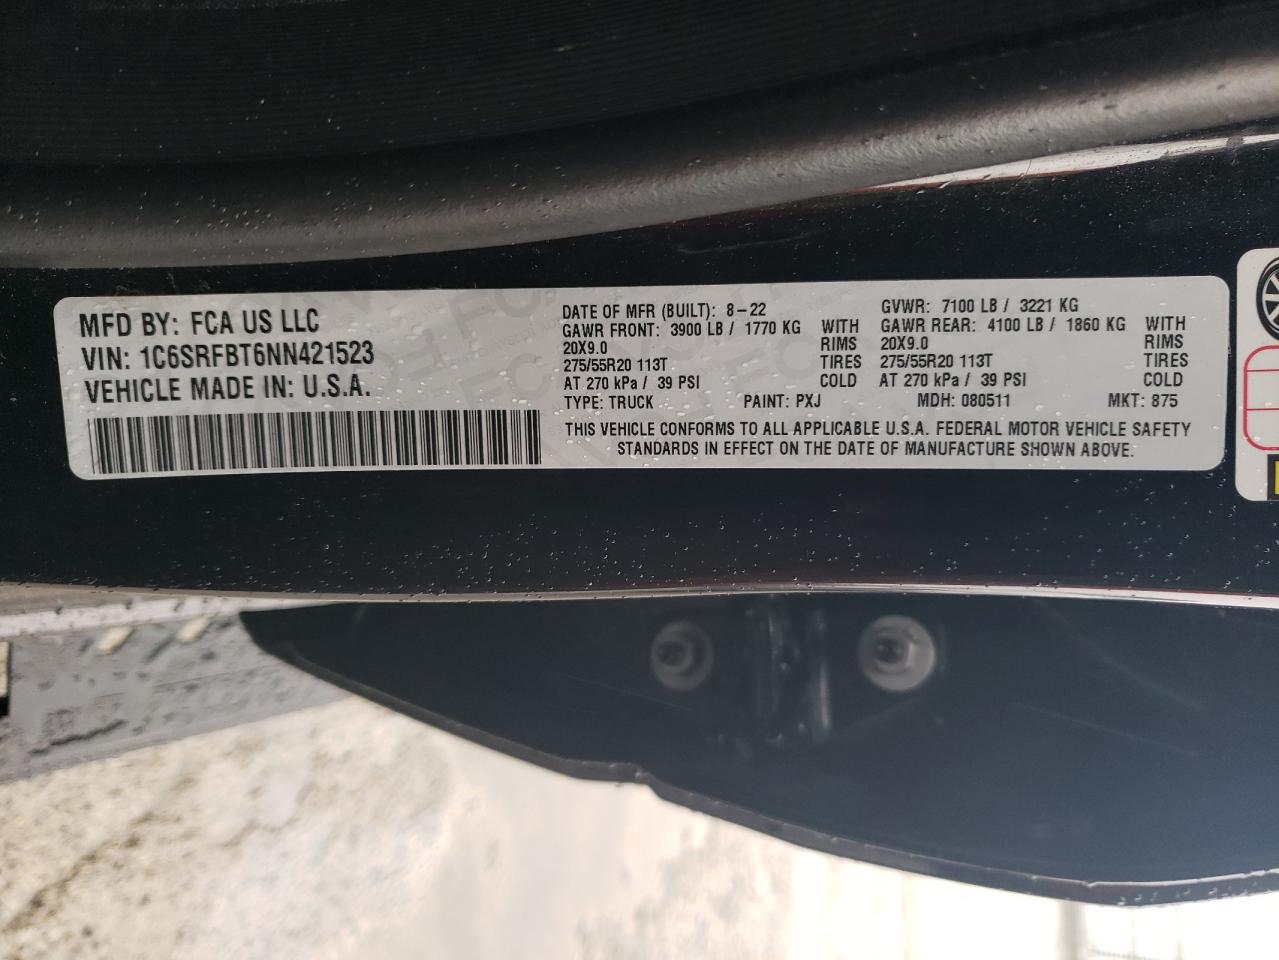 MFD BY: FCA US LLC
VIN: 1C6SRFBT6NN421523
VEHICLE MADE IN: U.S.A.
DATE OF MFR (BUILT): 8-22
GAWR FRONT: 3900 LB / 1770 KG WITH
20X9.0 RIMS
275/55R20 113T TIRES
AT 270 kPa / 39 PSI COLD
TYPE: TRUCK PAINT: PXJ
GVWR: 7100 LB / 3221 KG
GAWR REAR: 4100 LB / 1860 KG WITH
20X9.0 RIMS
275/55R20 113T TIRES
AT 270 kPa / 39 PSI COLD
MDH: 080511 MKT: 875
THIS VEHICLE CONFORMS TO ALL APPLICABLE U.S.A. FEDERAL MOTOR VEHICLE SAFETY
STANDARDS IN EFFECT ON THE DATE OF MANUFACTURE SHOWN ABOVE.